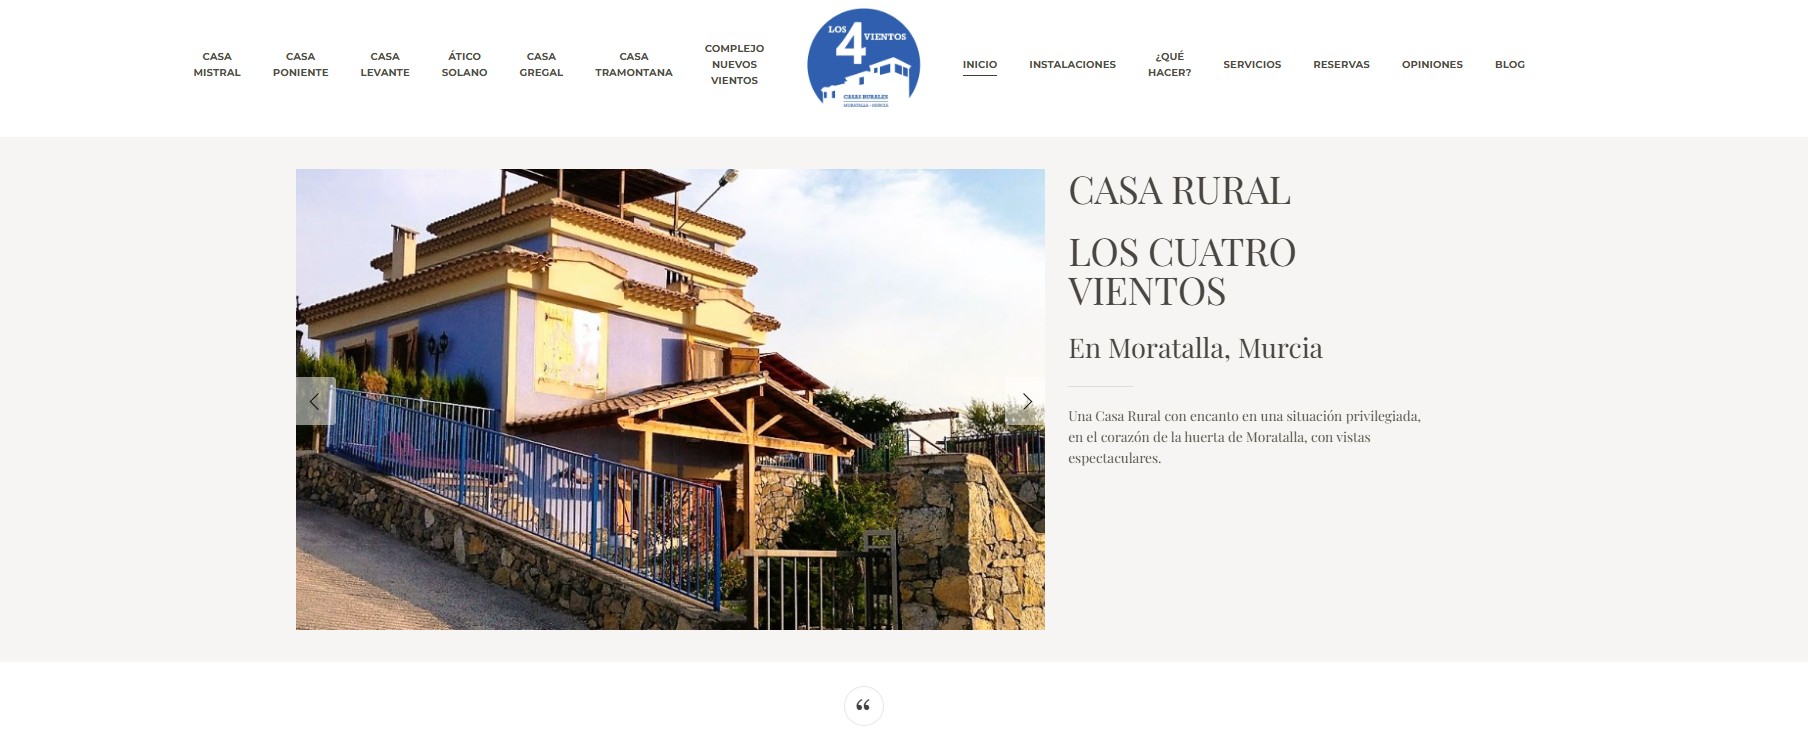 CASA
MISTRAL
CASA
PONIENTE
CASA
LEVANTE
ÁTICO
SOLANO
CASA
GREGAL
CASA
TRAMONTANA
COMPLEJO
NUEVOS
VIENTOS
LOS 4 VIENTOS
CASAS RURALES
MORATALLA - MURCIA
INICIO
INSTALACIONES
¿QUÉ
HACER?
SERVICIOS
RESERVAS
OPINIONES
BLOG
CASA RURAL
LOS CUATRO
VIENTOS
En Moratalla, Murcia
Una Casa Rural con encanto en una situación privilegiada,
en el corazón de la huerta de Moratalla, con vistas
espectaculares.
“